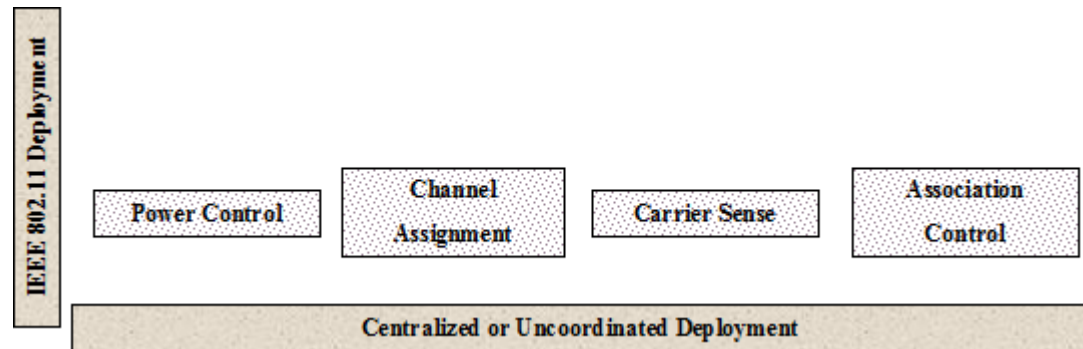 IEEE 802.11 Deployment
Power Control
Channel
Assignment
Carrier Sense
Association
Control
Centralized or Uncoordinated Deployment